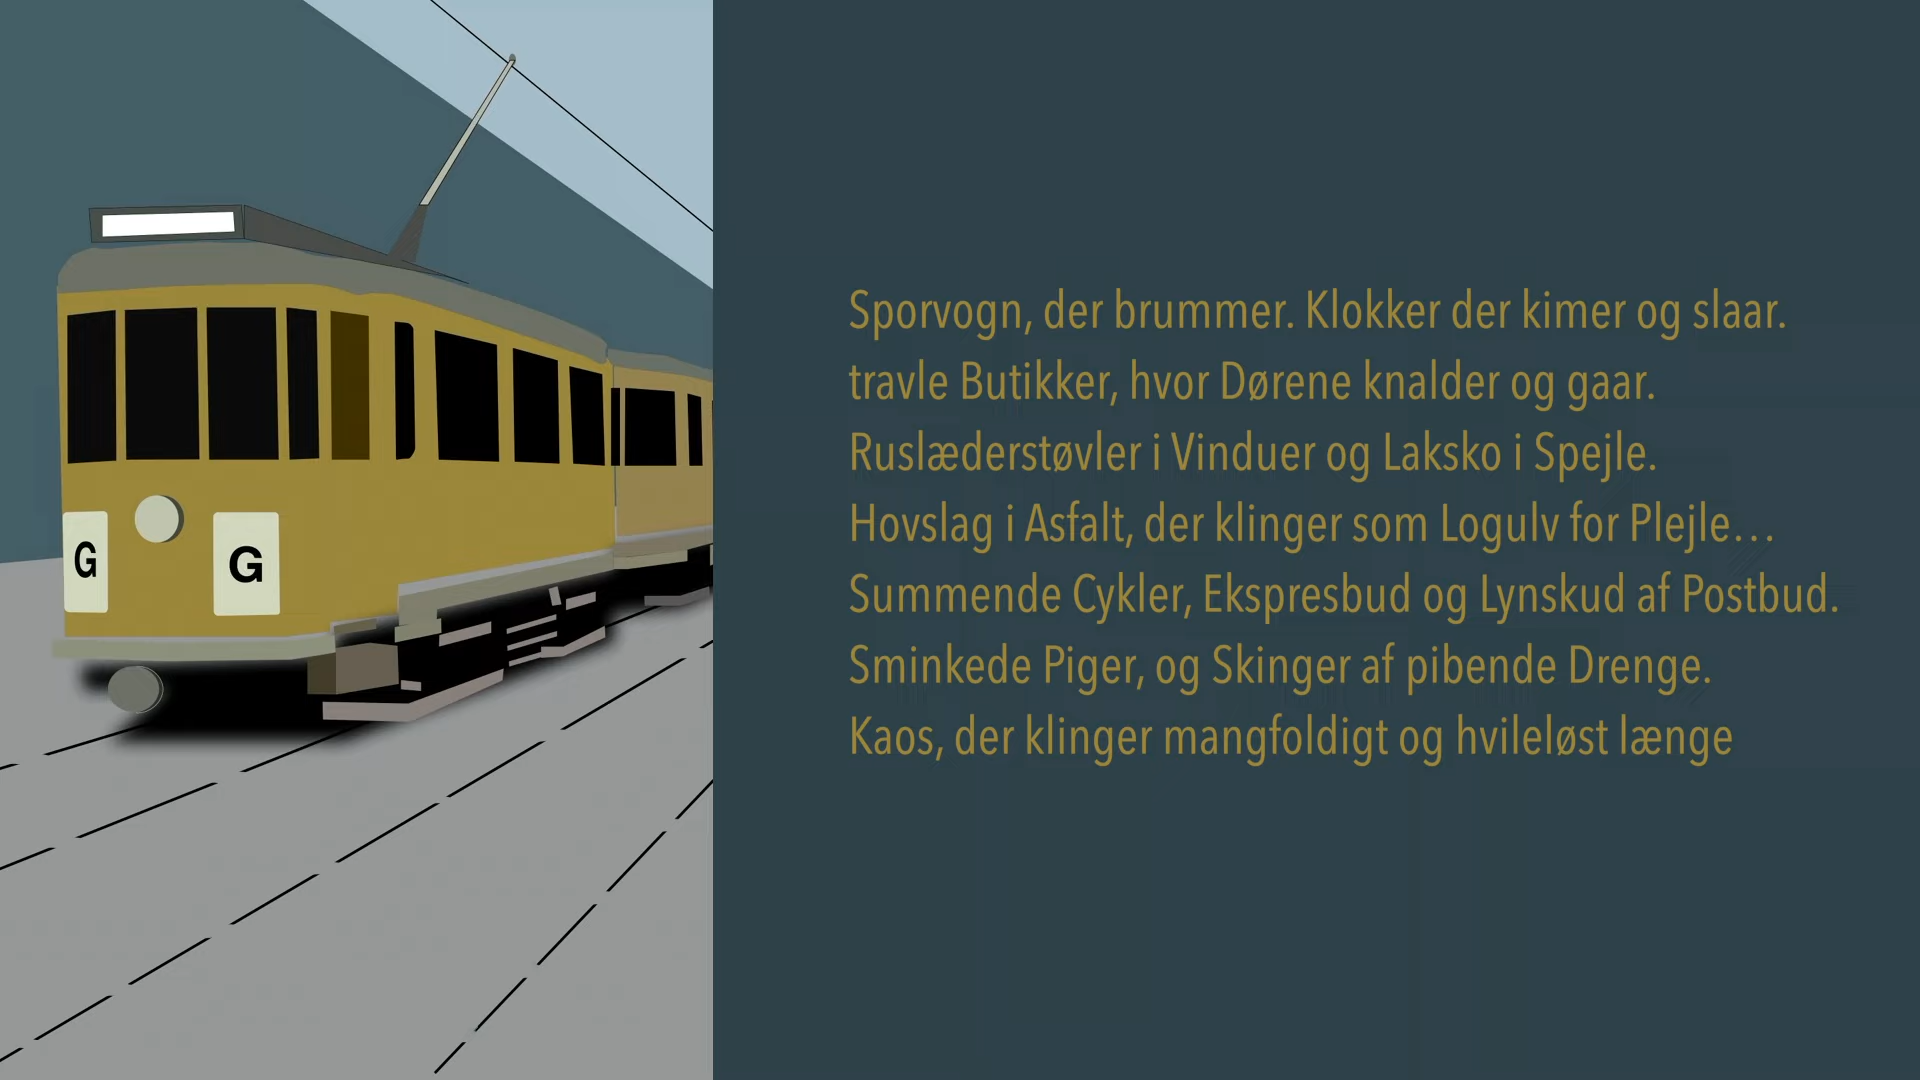 G
G
Sporvogn, der brummer. Klokker der kimer og slaar.
travle Butikker, hvor Dørene knalder og gaar.
Ruslæderstøvler i Vinduer og Laksko i Spejle.
Hovslag i Asfalt, der klinger som Logulv for Plejle...
Summende Cykler, Ekspresbud og Lynskud af Postbud.
Sminkede Piger, og Skinger af pibende Drenge.
Kaos, der klinger mangfoldigt og hvileløst længe